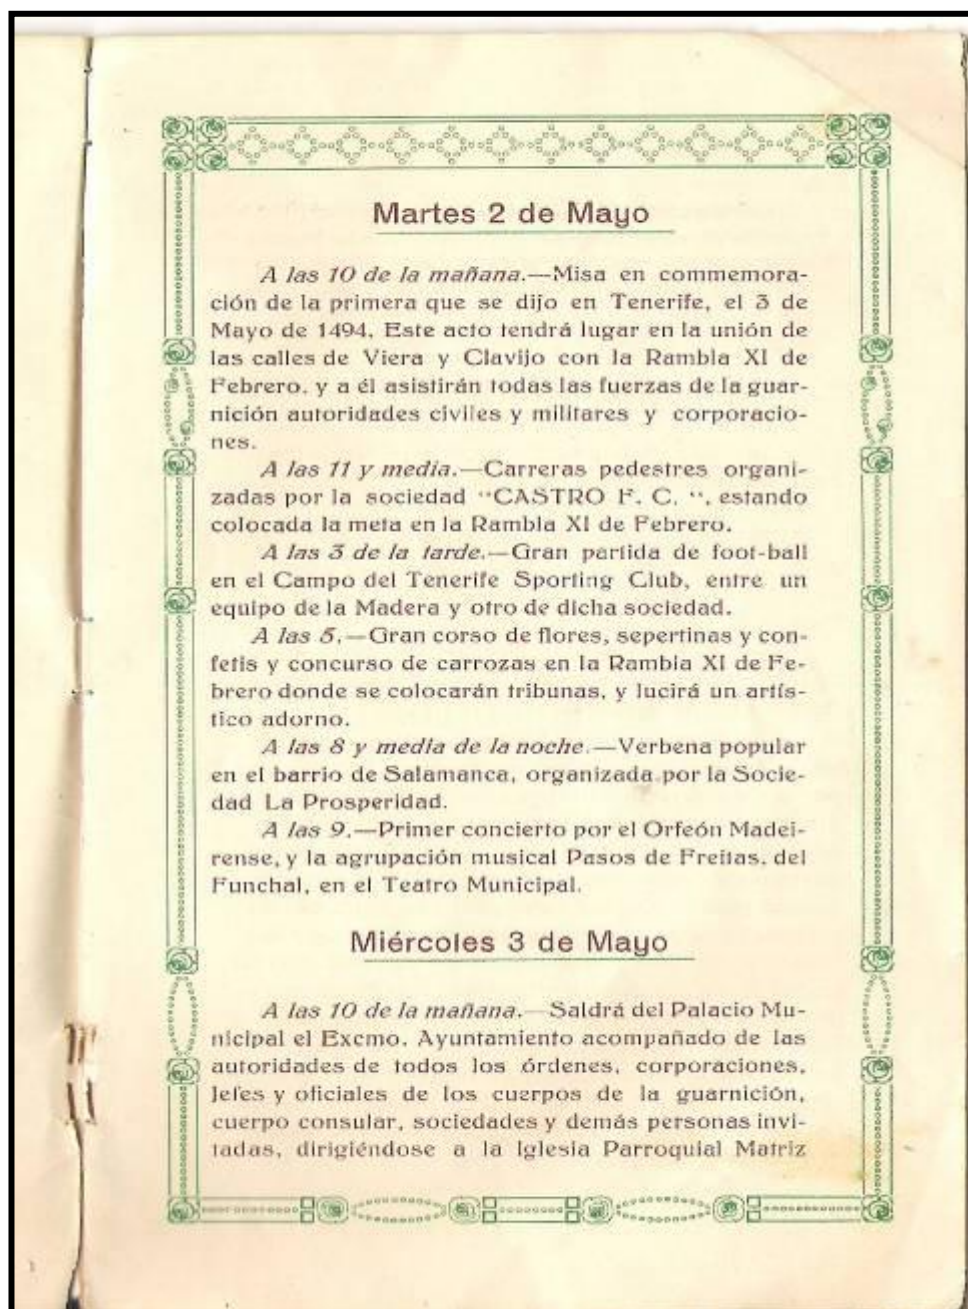 Martes 2 de Mayo
A las 10 de la mañana.—Misa en commemora-
ción de la primera que se dijo en Tenerife, el 3 de
Mayo de 1494. Este acto tendrá lugar en la unión de
las calles de Viera y Clavijo con la Rambla XI de
Febrero, y a él asistirán todas las fuerzas de la guar-
nición autoridades civiles y militares y corporacio-
nes.
A las 11 y media.—Carreras pedestres organi-
zadas por la sociedad “CASTRO F. C. “, estando
colocada la meta en la Rambla XI de Febrero.
A las 3 de la tarde.—Gran partida de foot-ball
en el Campo del Tenerife Sporting Club, entre un
equipo de la Madera y otro de dicha sociedad.
A las 5.—Gran corso de flores, sepertinas y con-
fetis y concurso de carrozas en la Rambla XI de Fe-
brero donde se colocarán tribunas, y lucirá un artís-
tico adorno.
A las 8 y media de la noche.—Verbena popular
en el barrio de Salamanca, organizada por la Socie-
dad La Prosperidad.
A las 9.—Primer concierto por el Orfeón Madei-
rense, y la agrupación musical Pasos de Freitas, del
Funchal, en el Teatro Municipal.
Miércoles 3 de Mayo
A las 10 de la mañana.—Saldrá del Palacio Mu-
nicipal el Excmo. Ayuntamiento acompañado de las
autoridades de todos los órdenes, corporaciones,
Jefes y oficiales de los cuerpos de la guarnición,
cuerpo consular, sociedades y demás personas invi-
tadas, dirigiéndose a la Iglesia Parroquial Matriz